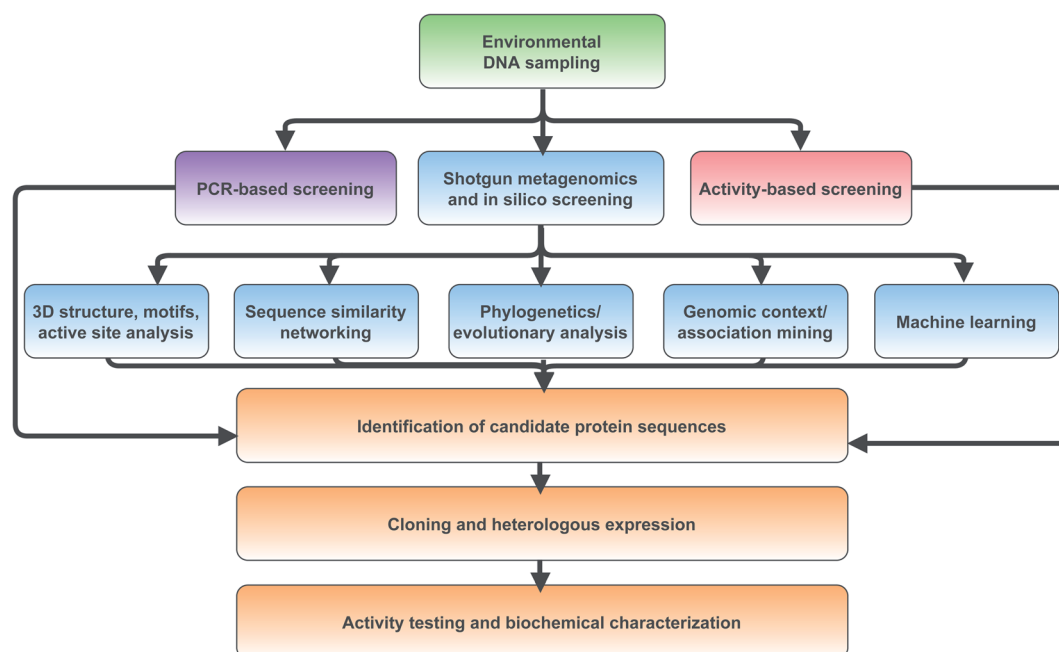 Environmental
DNA sampling
PCR-based screening
Shotgun metagenomics
and in silico screening
Activity-based screening
3D structure, motifs,
active site analysis
Sequence similarity
networking
Phylogenetics/
evolutionary analysis
Genomic context/
association mining
Machine learning
Identification of candidate protein sequences
Cloning and heterologous expression
Activity testing and biochemical characterization